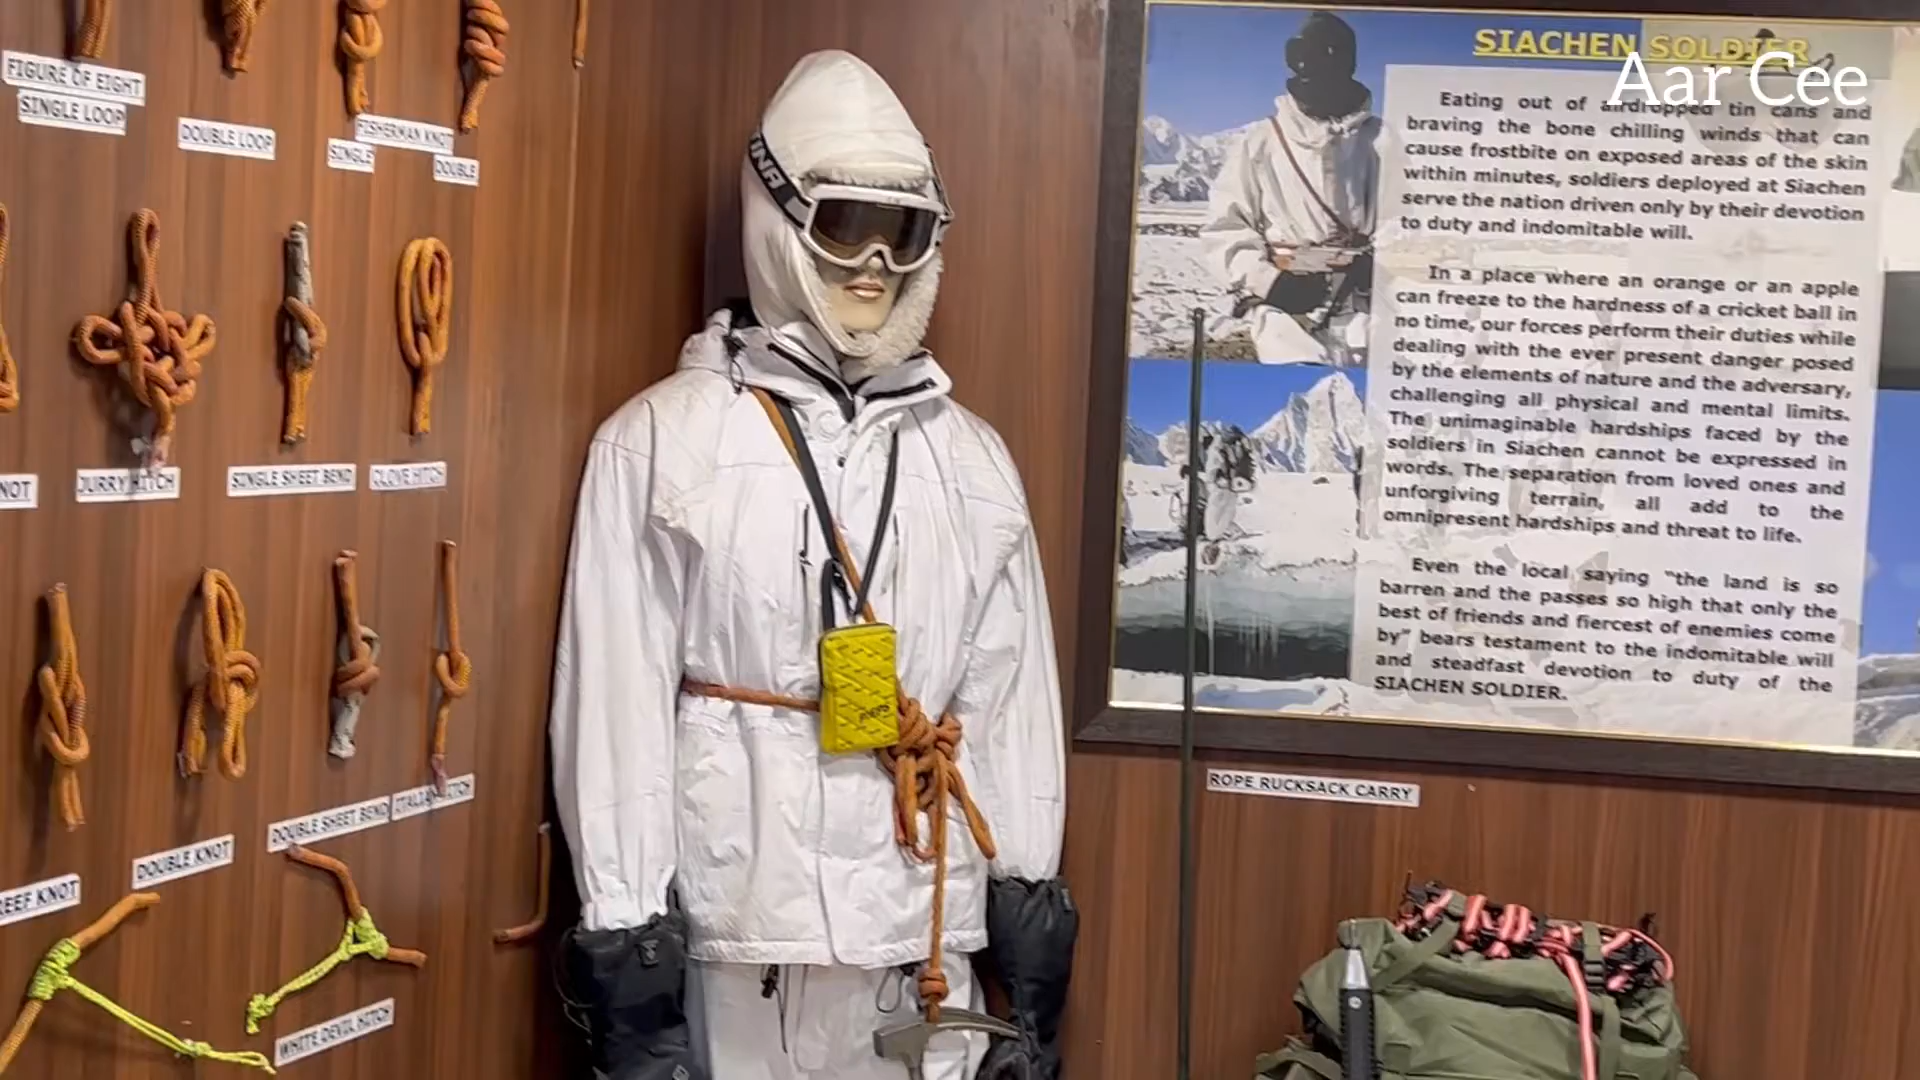 FIGURE OF EIGHT
SINGLE LOOP
DOUBLE LOOP
FISHERMAN KNOT
SINGLE
DOUBLE
NOT
JURRY HITCH
SINGLE SHEET BEND
CLOVE HITCH
REEF KNOT
DOUBLE KNOT
DOUBLE SHEET BEND
ITALIAN HITCH
WHITE DEVIL HITCH
PIEPS
SIACHEN SOLDIER
Aar Cee
Eating out of airdropped tin cans and
braving the bone chilling winds that can
cause frostbite on exposed areas of the skin
within minutes, soldiers deployed at Siachen
serve the nation driven only by their devotion
to duty and indomitable will.
In a place where an orange or an apple
can freeze to the hardness of a cricket ball in
no time, our forces perform their duties while
dealing with the ever present danger posed
by the elements of nature and the adversary,
challenging all physical and mental limits.
The unimaginable hardships faced by the
soldiers in Siachen cannot be expressed in
words. The separation from loved ones and
unforgiving terrain, all add to the
omnipresent hardships and threat to life.
Even the local saying "the land is so
barren and the passes so high that only the
best of friends and fiercest of enemies come
by" bears testament to the indomitable will
and steadfast devotion to duty of the
SIACHEN SOLDIER.
ROPE RUCKSACK CARRY